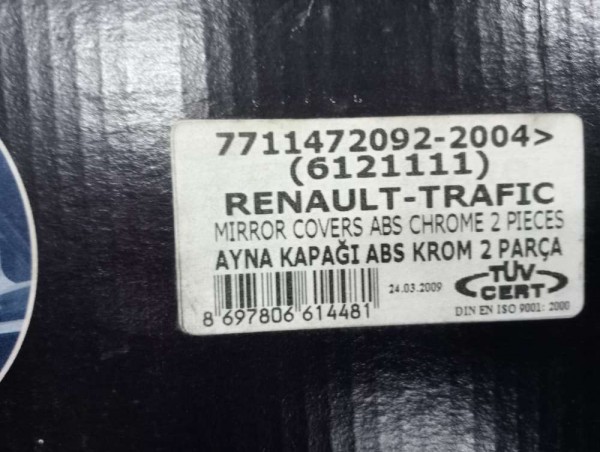 7711472092-2004>
(6121111)
RENAULT-TRAFIC
MIRROR COVERS ABS CHROME 2 PIECES
AYNA KAPAĞI ABS KROM 2 PARÇA
24.03.2009
TÜV
CERT
8 697806 614481
DIN EN ISO 9001: 2000